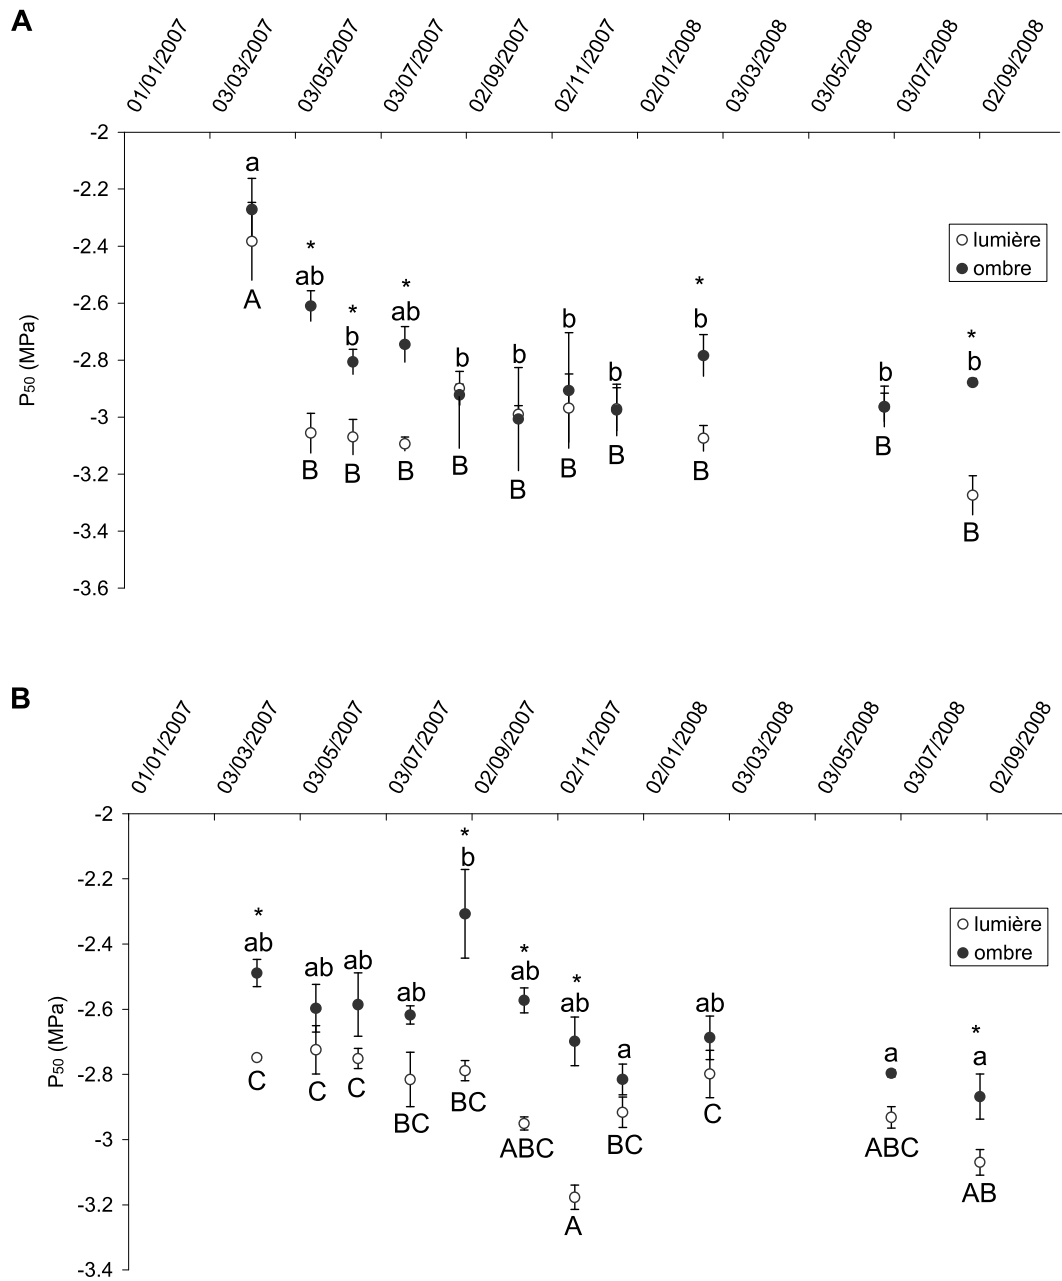 A
01/01/2007 03/03/2007 03/05/2007 03/07/2007 02/09/2007 02/11/2007 02/01/2008 03/03/2008 03/05/2008 03/07/2008 02/09/2008
-2
a
-2.2
*
lumière
-2.4
ab * * *
ombre
A
-2.6
* ab b b *
b b b b b b
-2.8
P50 (MPa)
-3
B B B B B B B B B
-3.2
B
-3.4
-3.6
B
01/01/2007 03/03/2007 03/05/2007 03/07/2007 02/09/2007 02/11/2007 02/01/2008 03/03/2008 03/05/2008 03/07/2008 02/09/2008
-2
*
b
-2.2
*
lumière
-2.4
ab ab ab ab * ab * ab ab
ombre
-2.6
P50 (MPa)
a a * a
-2.8
C C C BC BC C
-3
ABC BC ABC
-3.2
A AB
-3.4